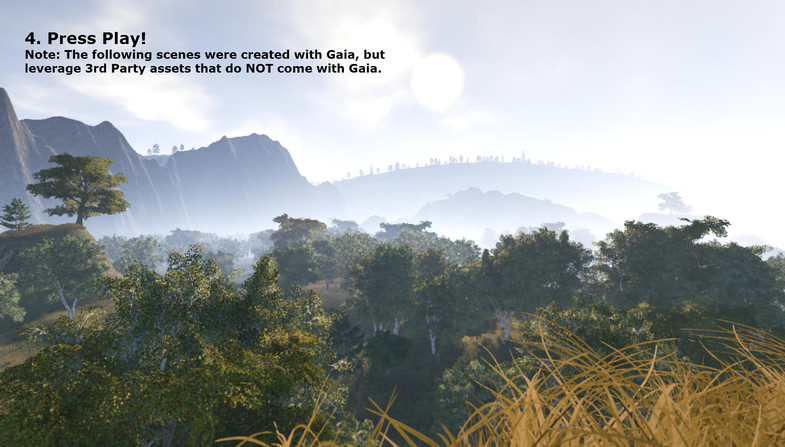 4. Press Play!
Note: The following scenes were created with Gaia, but
leverage 3rd Party assets that do NOT come with Gaia.